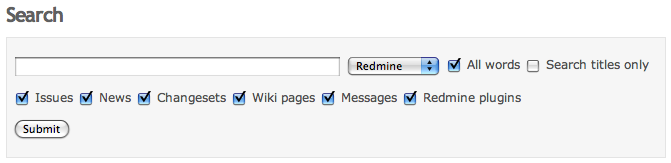 Search
Redmine All words Search titles only
Issues News Changesets Wiki pages Messages Redmine plugins
Submit